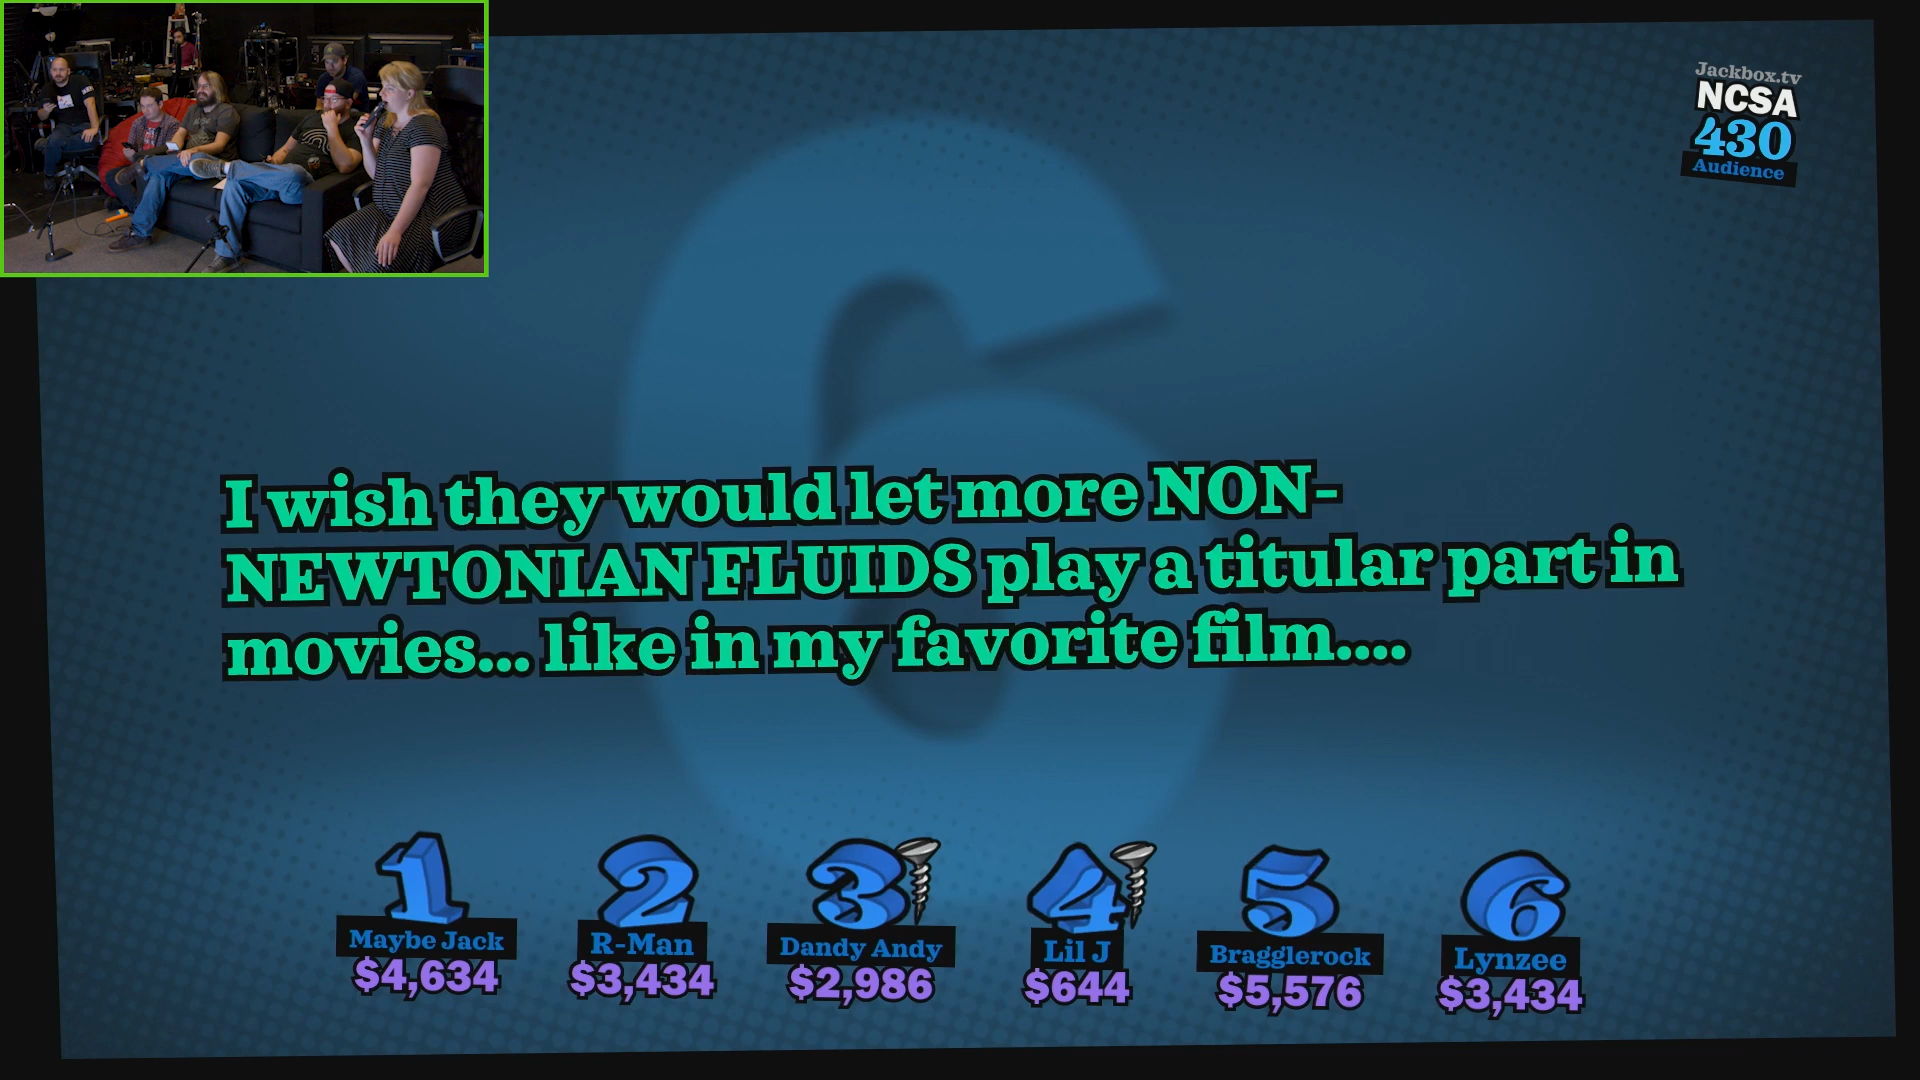 Jackbox.tv
NCSA
430
Audience
I wish they would let more NON-
NEWTONIAN FLUIDS play a titular part in
movies... like in my favorite film....
1
2
3
4
5
6
Maybe Jack
R-Man
Dandy Andy
Lil J
Bragglerock
Lynzee
$4,634
$3,434
$2,986
$644
$5,576
$3,434